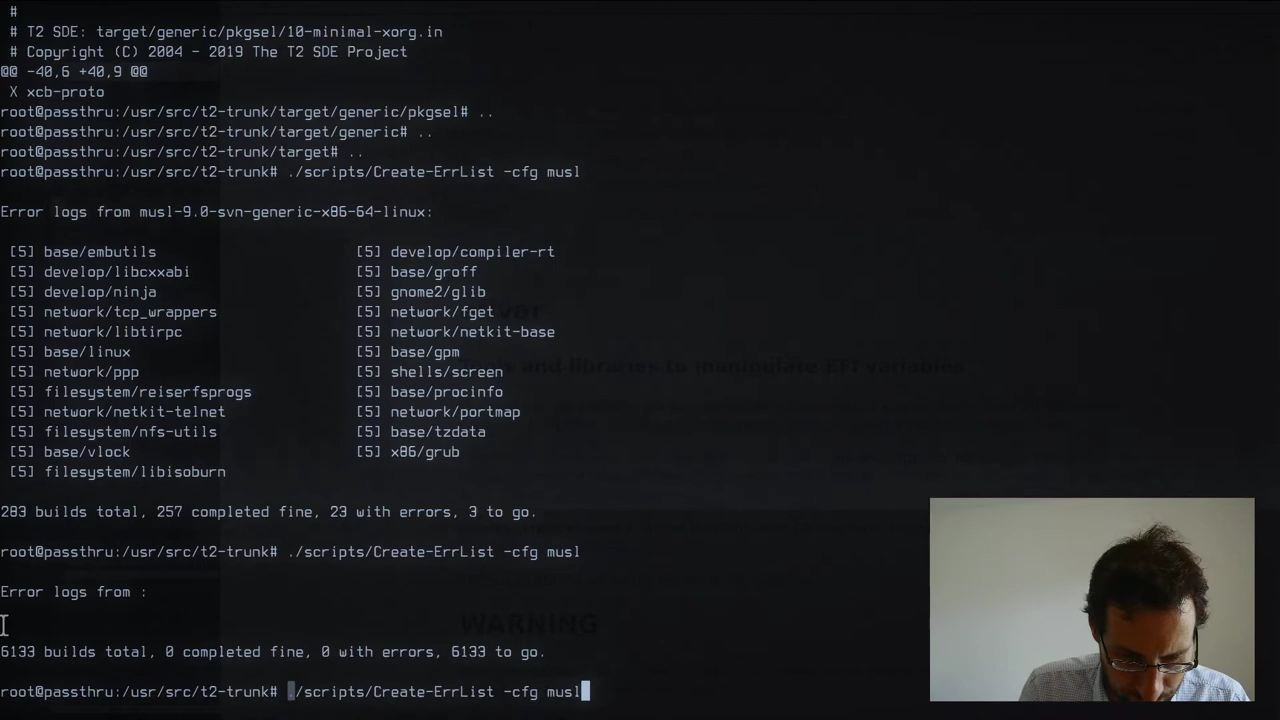 #
# T2 SDE: target/generic/pkgsel/10-minimal-xorg.in
# Copyright (C) 2004 - 2019 The T2 SDE Project
@@ -40,6 +40,9 @@
X xcb-proto
root@passthru:/usr/src/t2-trunk/target/generic/pkgsel# ..
root@passthru:/usr/src/t2-trunk/target/generic# ..
root@passthru:/usr/src/t2-trunk/target# ..
root@passthru:/usr/src/t2-trunk# ./scripts/Create-ErrList -cfg musl
Error logs from musl-9.0-svn-generic-x86-64-linux:
[5] base/embutils [5] develop/compiler-rt
[5] develop/libcxxabi [5] base/groff
[5] develop/ninja [5] gnome2/glib
[5] network/tcp_wrappers [5] network/fget
[5] network/libtirpc [5] network/netkit-base
[5] base/linux [5] base/gpm
[5] network/ppp [5] shells/screen
[5] filesystem/reiserfsprogs [5] base/procinfo
[5] network/netkit-telnet [5] network/portmap
[5] filesystem/nfs-utils [5] base/tzdata
[5] base/vlock [5] x86/grub
[5] filesystem/libisoburn
283 builds total, 257 completed fine, 23 with errors, 3 to go.
root@passthru:/usr/src/t2-trunk# ./scripts/Create-ErrList -cfg musl
Error logs from :
6133 builds total, 0 completed fine, 0 with errors, 6133 to go.
root@passthru:/usr/src/t2-trunk# ./scripts/Create-ErrList -cfg musl
and libraries to manipulate EFI variables
WARNING